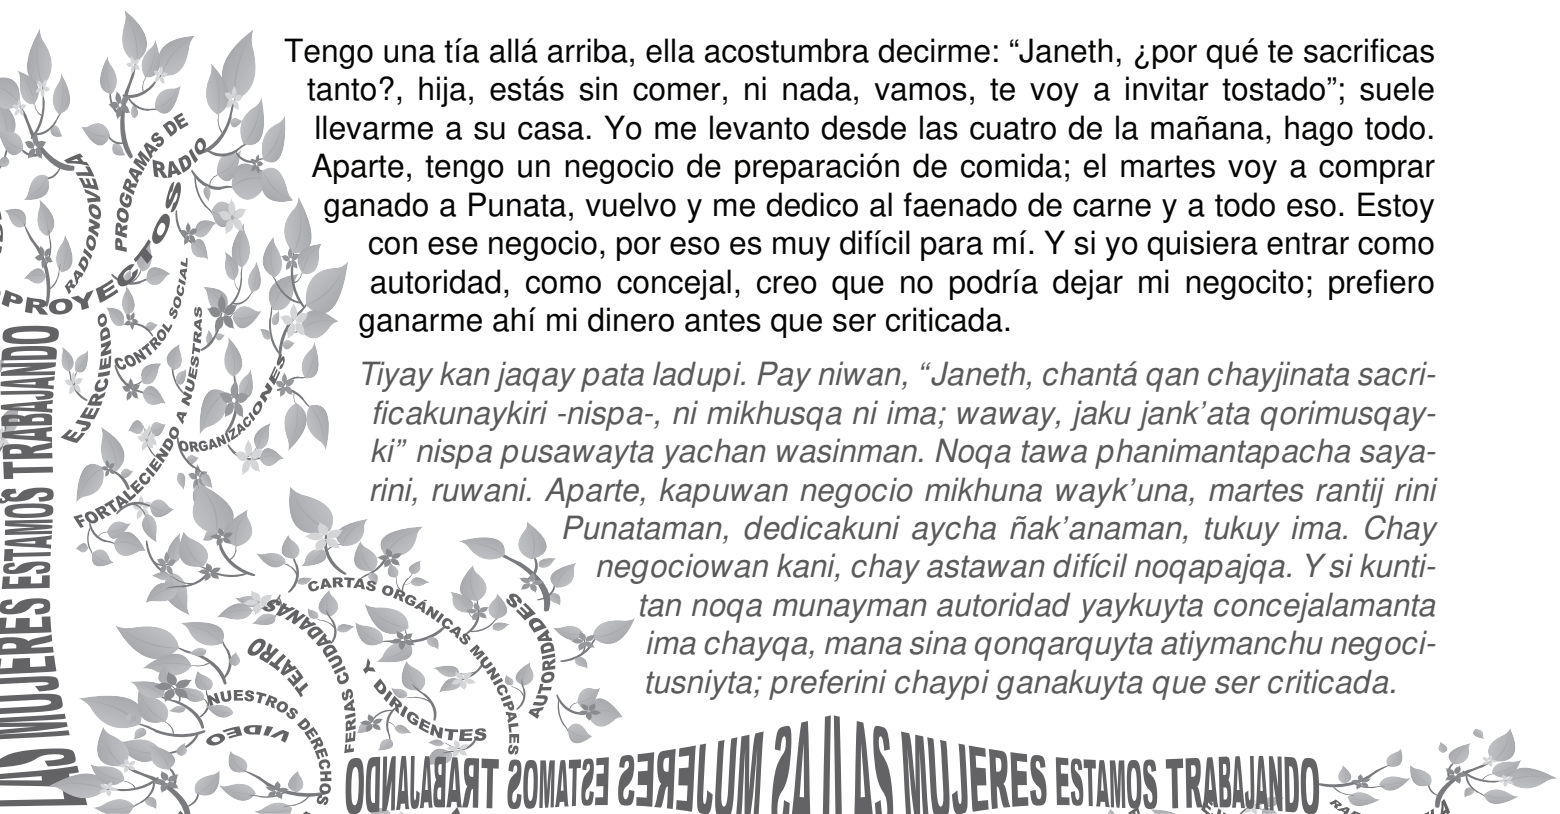 Tengo una tía allá arriba, ella acostumbra decirme: “Janeth, ¿por qué te sacrificas
tanto?, hija, estás sin comer, ni nada, vamos, te voy a invitar tostado”; suele
llevarme a su casa. Yo me levanto desde las cuatro de la mañana, hago todo.
Aparte, tengo un negocio de preparación de comida; el martes voy a comprar
ganado a Punata, vuelvo y me dedico al faenado de carne y a todo eso. Estoy
con ese negocio, por eso es muy difícil para mí. Y si yo quisiera entrar como
autoridad, como concejal, creo que no podría dejar mi negocito; prefiero
ganarme ahí mi dinero antes que ser criticada.
Tiyay kan jaqay pata ladupi. Pay niwan, “Janeth, chantá qan chayjinata sacri-
ficakunaykiri -nispa-, ni mikhusqa ni ima; waway, jaku jank’ata qorimusqay-
ki” nispa pusawayta yachan wasinman. Noqa tawa phanimantapacha saya-
rini, ruwani. Aparte, kapuwan negocio mikhuna wayk’una, martes rantij rini
Punataman, dedicakuni aycha ñak’anaman, tukuy ima. Chay
negociowan kani, chay astawan difícil noqapajqa. Y si kunti-
tan noqa munayman autoridad yaykuyta concejalamanta
ima chayqa, mana sina qonqarquyta atiymanchu negoci-
tusniyta; preferini chaypi ganakuyta que ser criticada.
PROGRAMAS DE
RADIO
RADIONOVELA
PROYECTOS
CONTROL SOCIAL
EJERCIENDO
FORTALECIENDO A NUESTRAS
ORGANIZACIONES
LAS MUJERES ESTAMOS TRABAJANDO
CARTAS ORGÁNICAS MUNICIPALES
AUTORIDADES
Y DIRIGENTES
FERIAS CIUDADANAS
TEATRO
NUESTROS DERECHOS
VIDEO
LAS MUJERES ESTAMOS TRABAJANDO
LAS MUJERES ESTAMOS TRABAJANDO